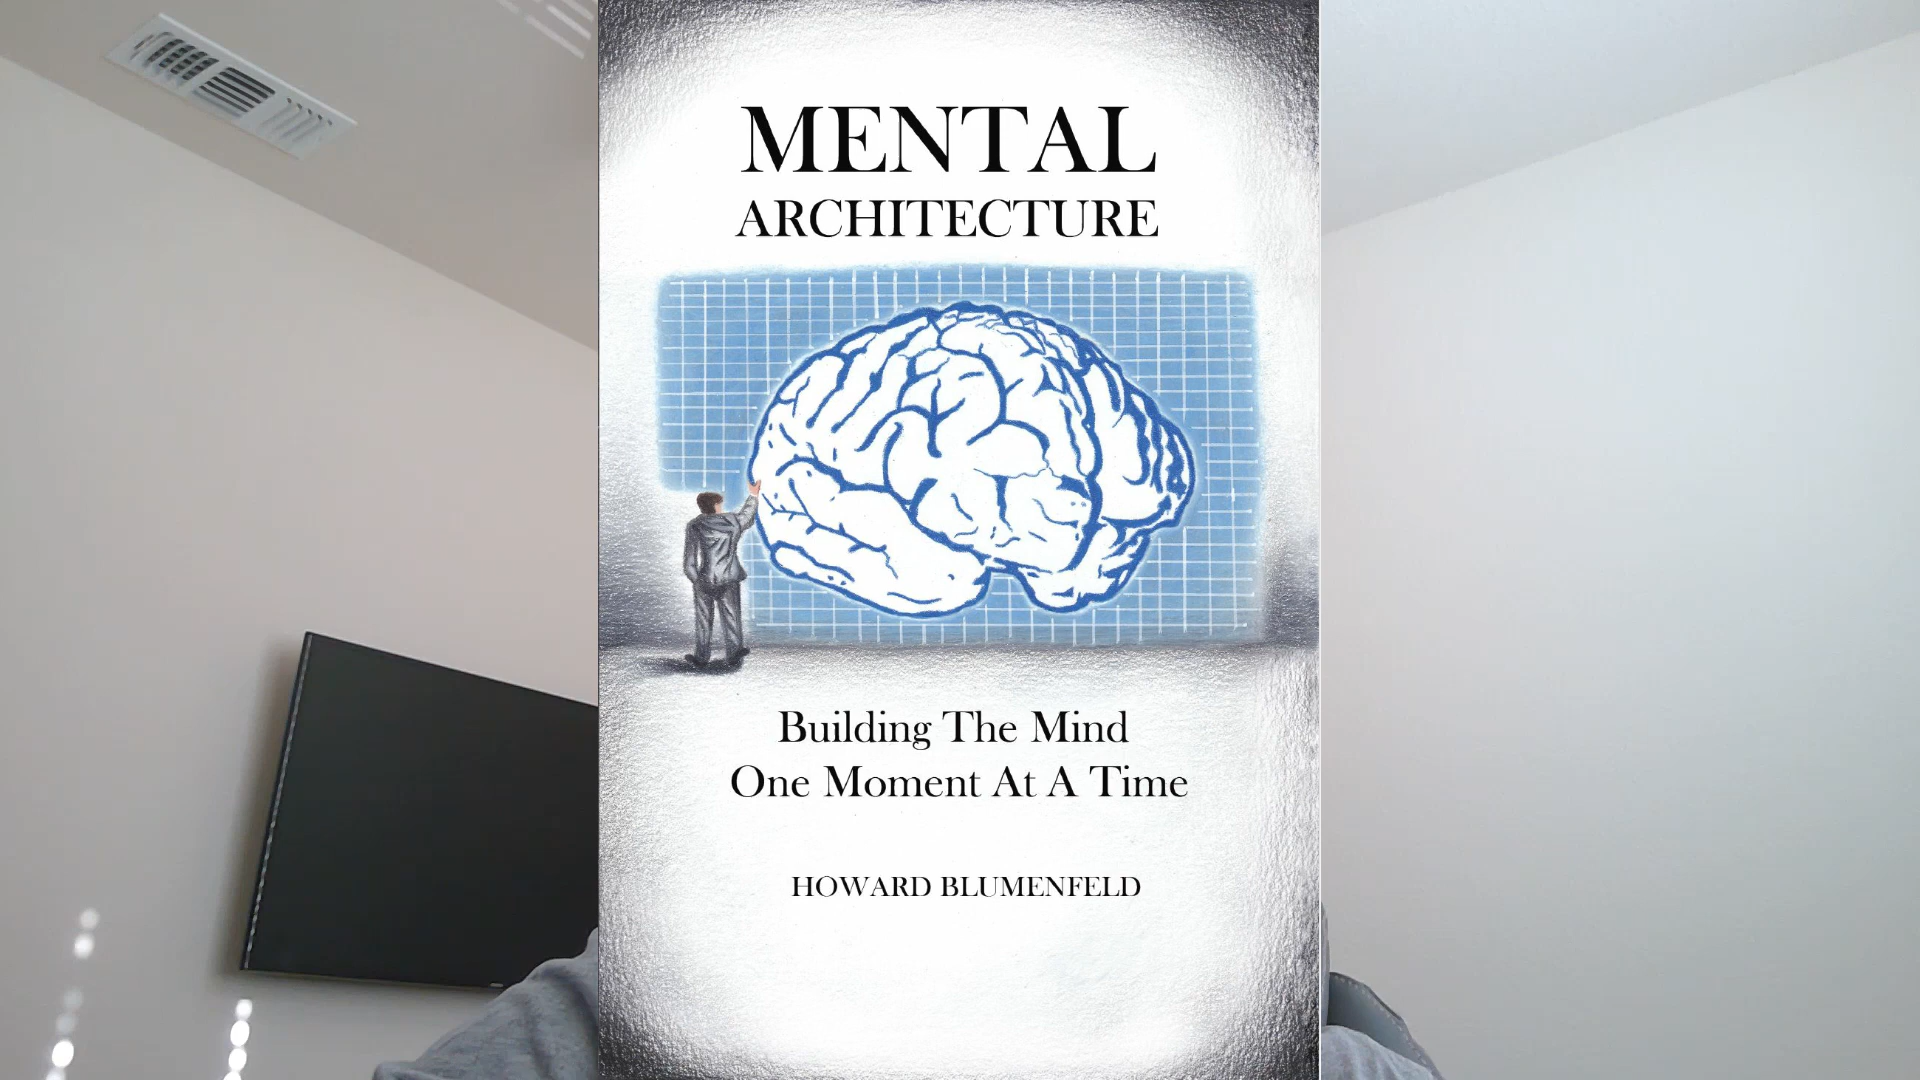 MENTAL
ARCHITECTURE
Building The Mind
One Moment At A Time
HOWARD BLUMENFELD